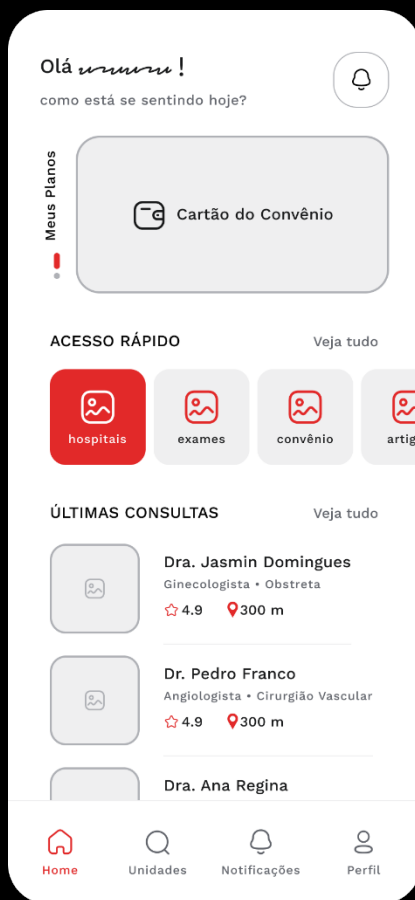 Olá !
como está se sentindo hoje?
Meus Planos
Cartão do Convênio
ACESSO RÁPIDO
Veja tudo
hospitais
exames
convênio
artig
ÚLTIMAS CONSULTAS
Veja tudo
Dra. Jasmin Domingues
Ginecologista • Obstreta
4.9 300 m
Dr. Pedro Franco
Angiologista • Cirurgião Vascular
4.9 300 m
Dra. Ana Regina
Home
Unidades
Notificações
Perfil